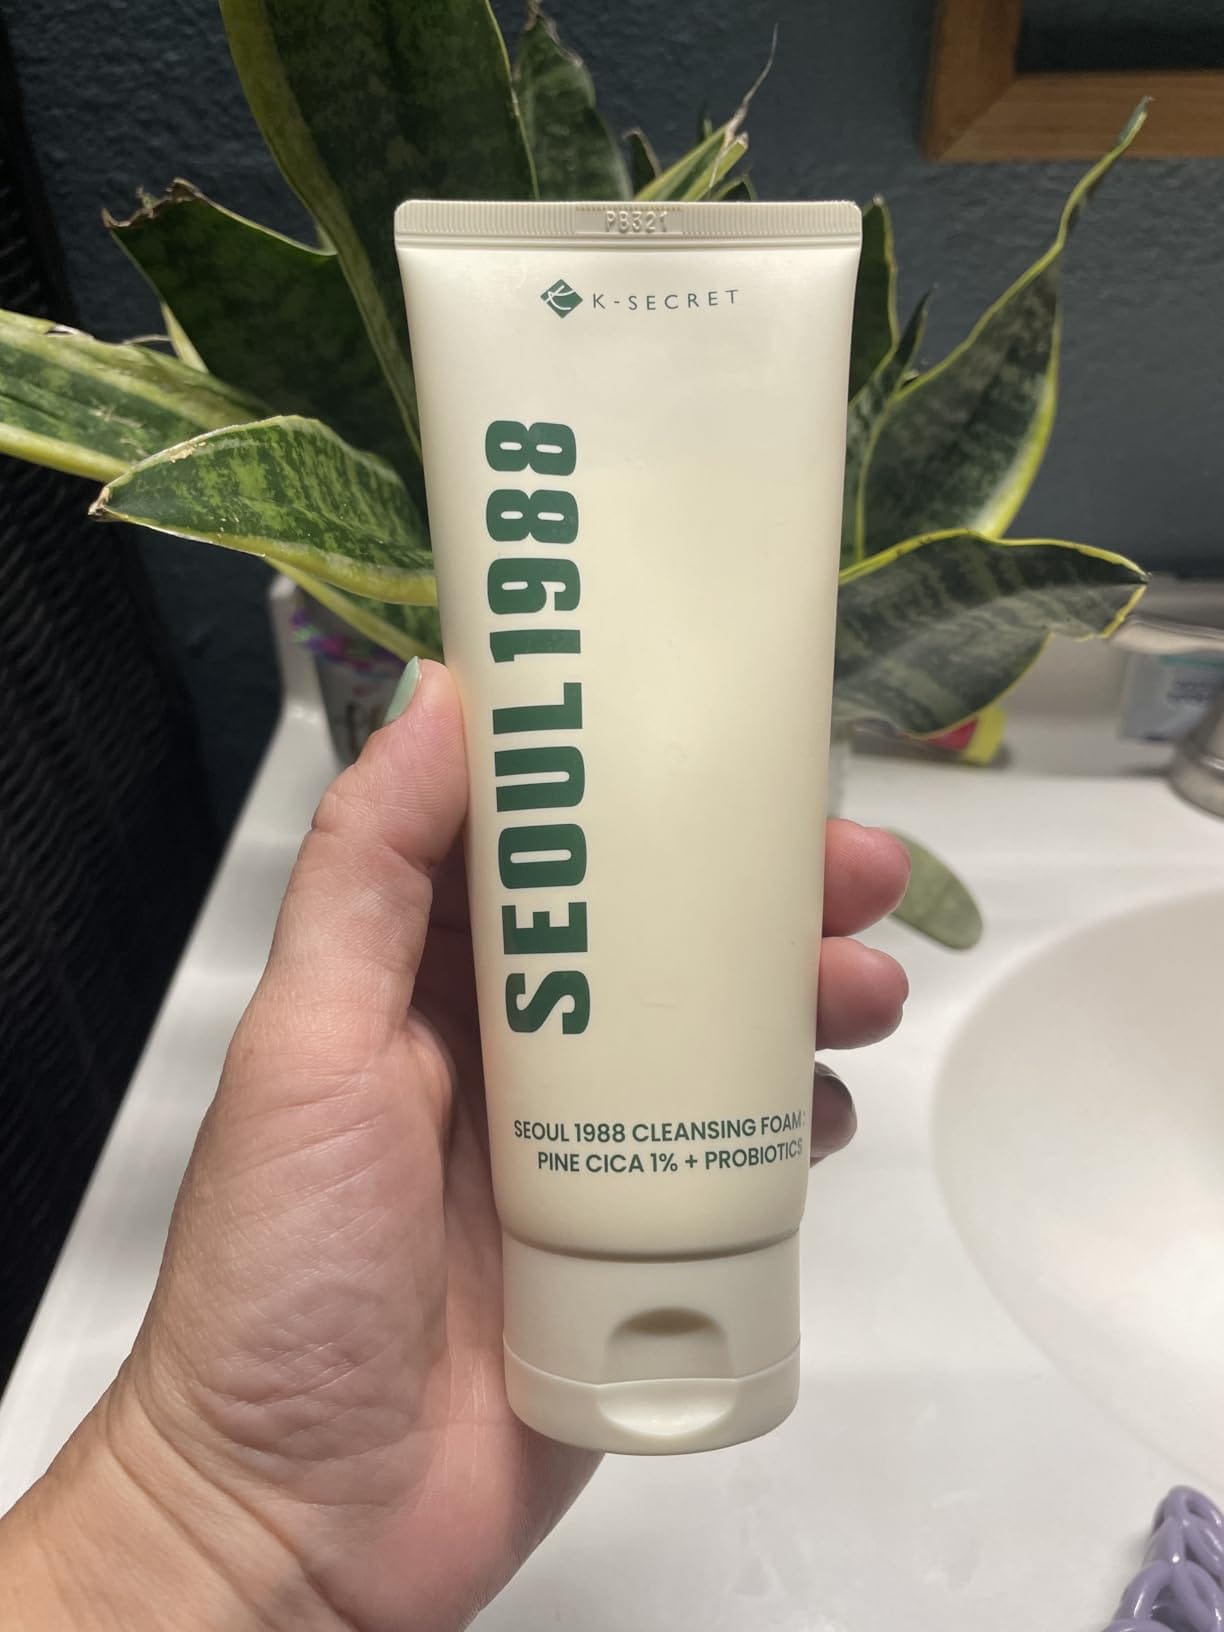 PB321
K-SECRET
SEOUL1988
SEOUL 1988 CLEANSING FOAM:
PINE CICA 1% + PROBIOTICS